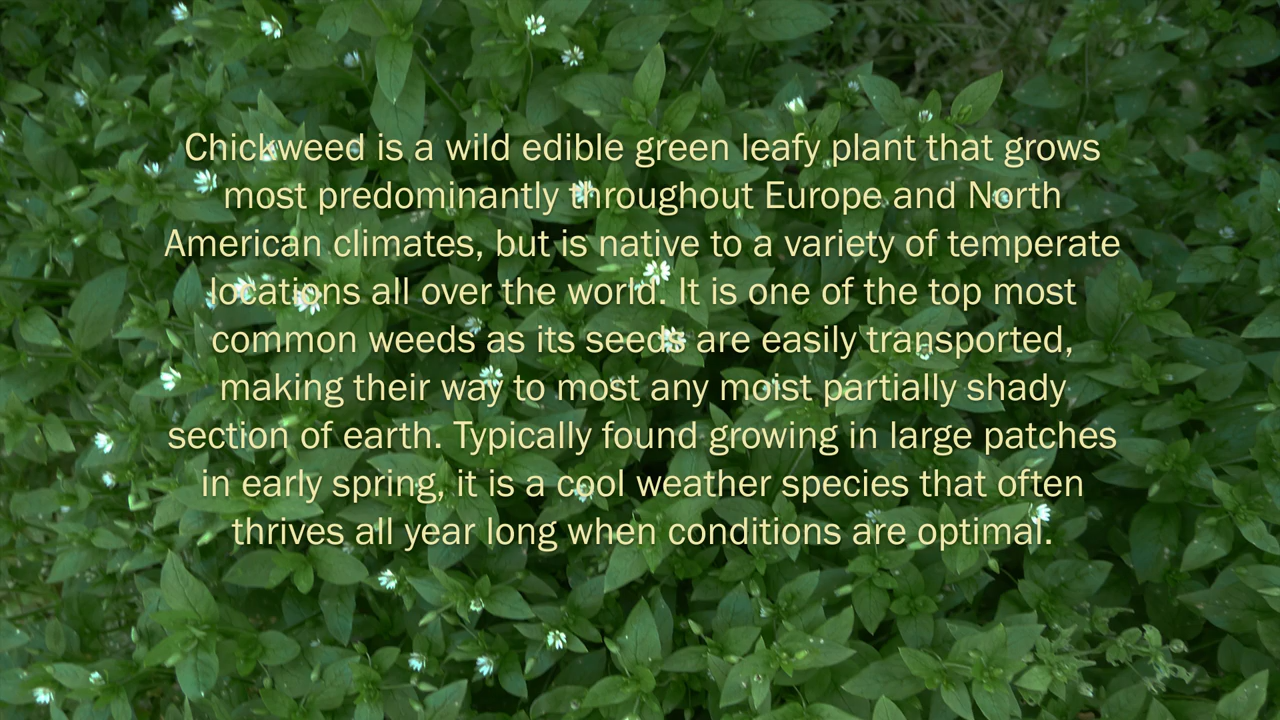 Chickweed is a wild edible green leafy plant that grows
most predominantly throughout Europe and North
American climates, but is native to a variety of temperate
locations all over the world. It is one of the top most
common weeds as its seeds are easily transported,
making their way to most any moist partially shady
section of earth. Typically found growing in large patches
in early spring, it is a cool weather species that often
thrives all year long when conditions are optimal.